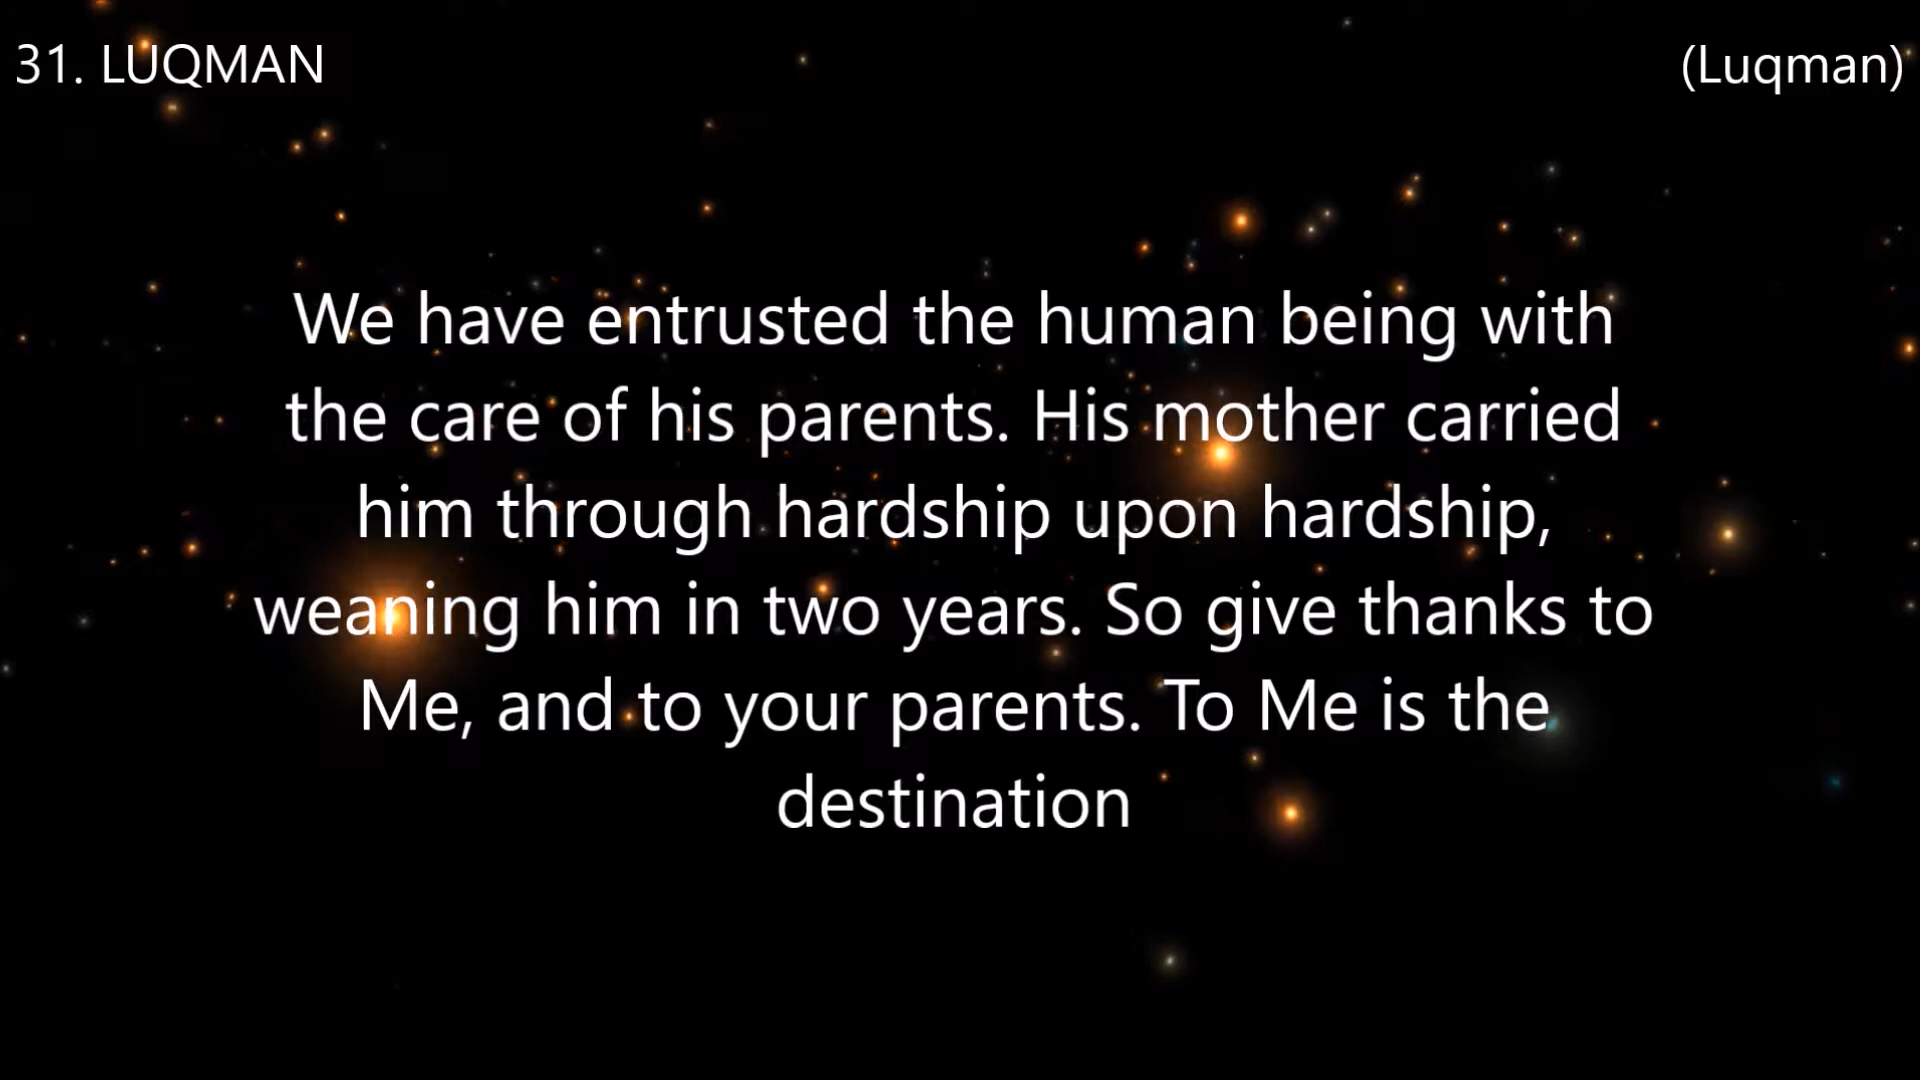 31. LUQMAN
(Luqman)
We have entrusted the human being with
the care of his parents. His mother carried
him through hardship upon hardship,
weaning him in two years. So give thanks to
Me, and to your parents. To Me is the
destination